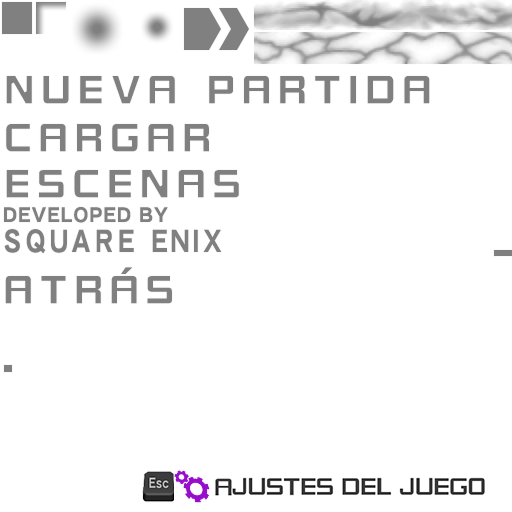 NUEVA PARTIDA
CARGAR
ESCENAS
DEVELOPED BY
SQUARE ENIX
ATRÁS
Esc AJUSTES DEL JUEGO